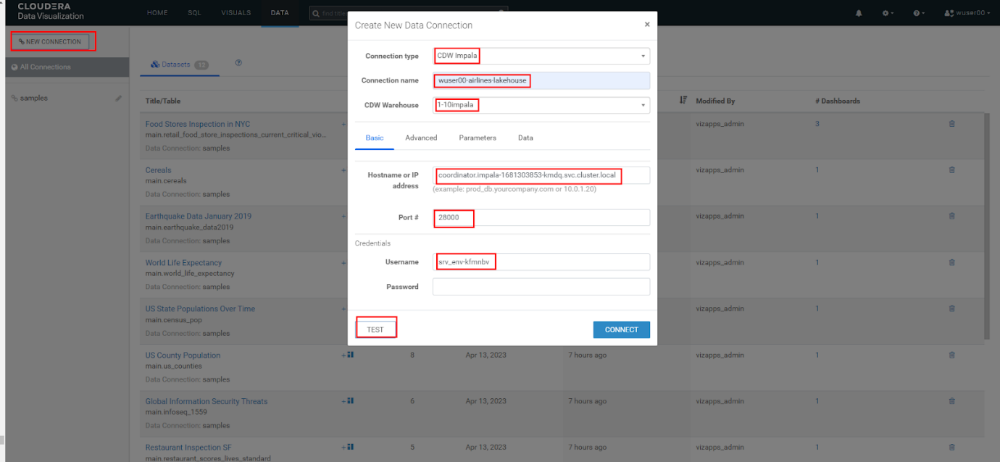 CLOUDERA
Data Visualization
HOME SQL VISUALS DATA find titles
wuser00
NEW CONNECTION
All Connections
samples
Datasets 12
Title/Table
Modified By
# Dashboards
Food Stores Inspection in NYC
main.retail_food_store_inspections_current_critical_vio...
Data Connection: samples
vizapps_admin 3
Cereals
main.cereals
Data Connection: samples
vizapps_admin 1
Earthquake Data January 2019
main.earthquake_data2019
Data Connection: samples
vizapps_admin 1
World Life Expectancy
main.world_life_expectancy
Data Connection: samples
vizapps_admin 1
US State Populations Over Time
main.census_pop
Data Connection: samples
vizapps_admin 1
US County Population 8 Apr 13, 2023 7 hours ago vizapps_admin 1
main.us_counties
Data Connection: samples
Global Information Security Threats 6 Apr 13, 2023 7 hours ago vizapps_admin 1
main.infoseq_1559
Data Connection: samples
Restaurant Inspection SF 5 Apr 13, 2023 7 hours ago vizapps_admin 1
main.restaurant_scores_lives_standard
Create New Data Connection ×
Connection type CDW Impala
Connection name wuser00-airlines-lakehouse
CDW Warehouse 1-10impala
Basic Advanced Parameters Data
Hostname or IP
address
coordinator.impala-1681303853-kmdq.svc.cluster.local
(example: prod_db.yourcompany.com or 10.0.1.20)
Port # 28000
Credentials
Username srv_env-kfmnbv
Password
TEST CONNECT